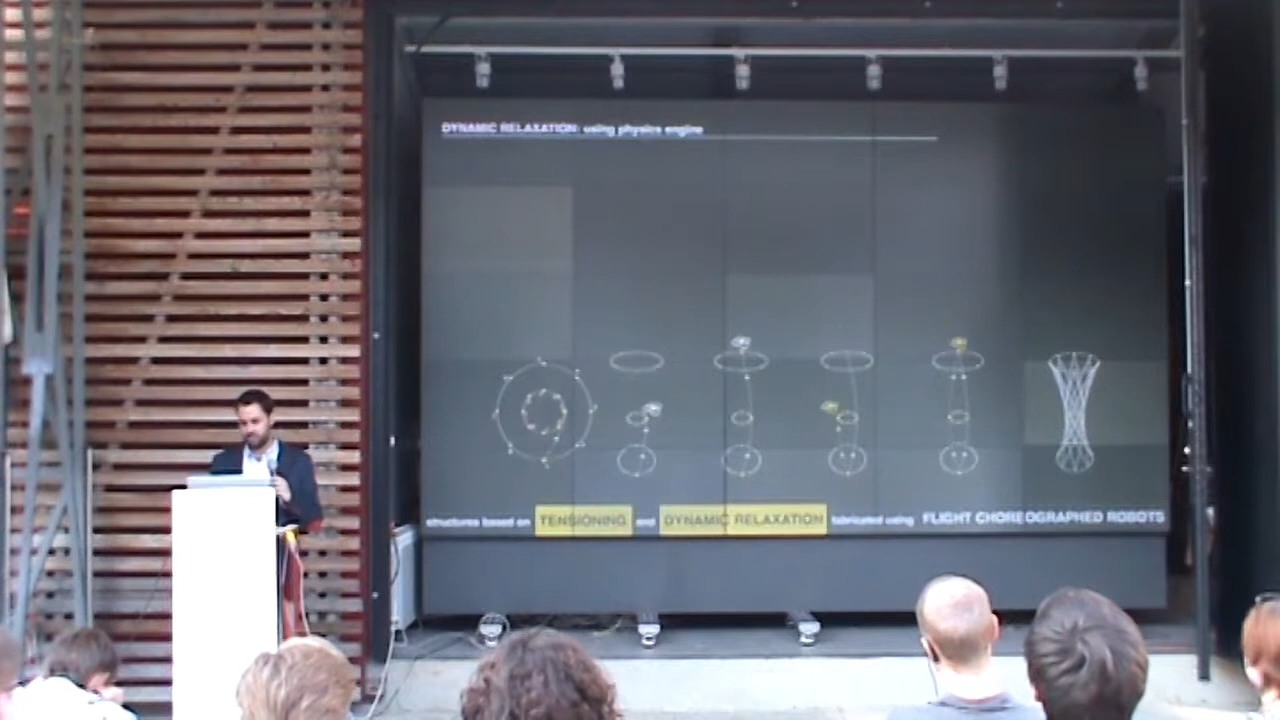 DYNAMIC RELAXATION: using physics engine
structures based on TENSIONING and DYNAMIC RELAXATION fabricated using FLIGHT CHOREOGRAPHED ROBOTS